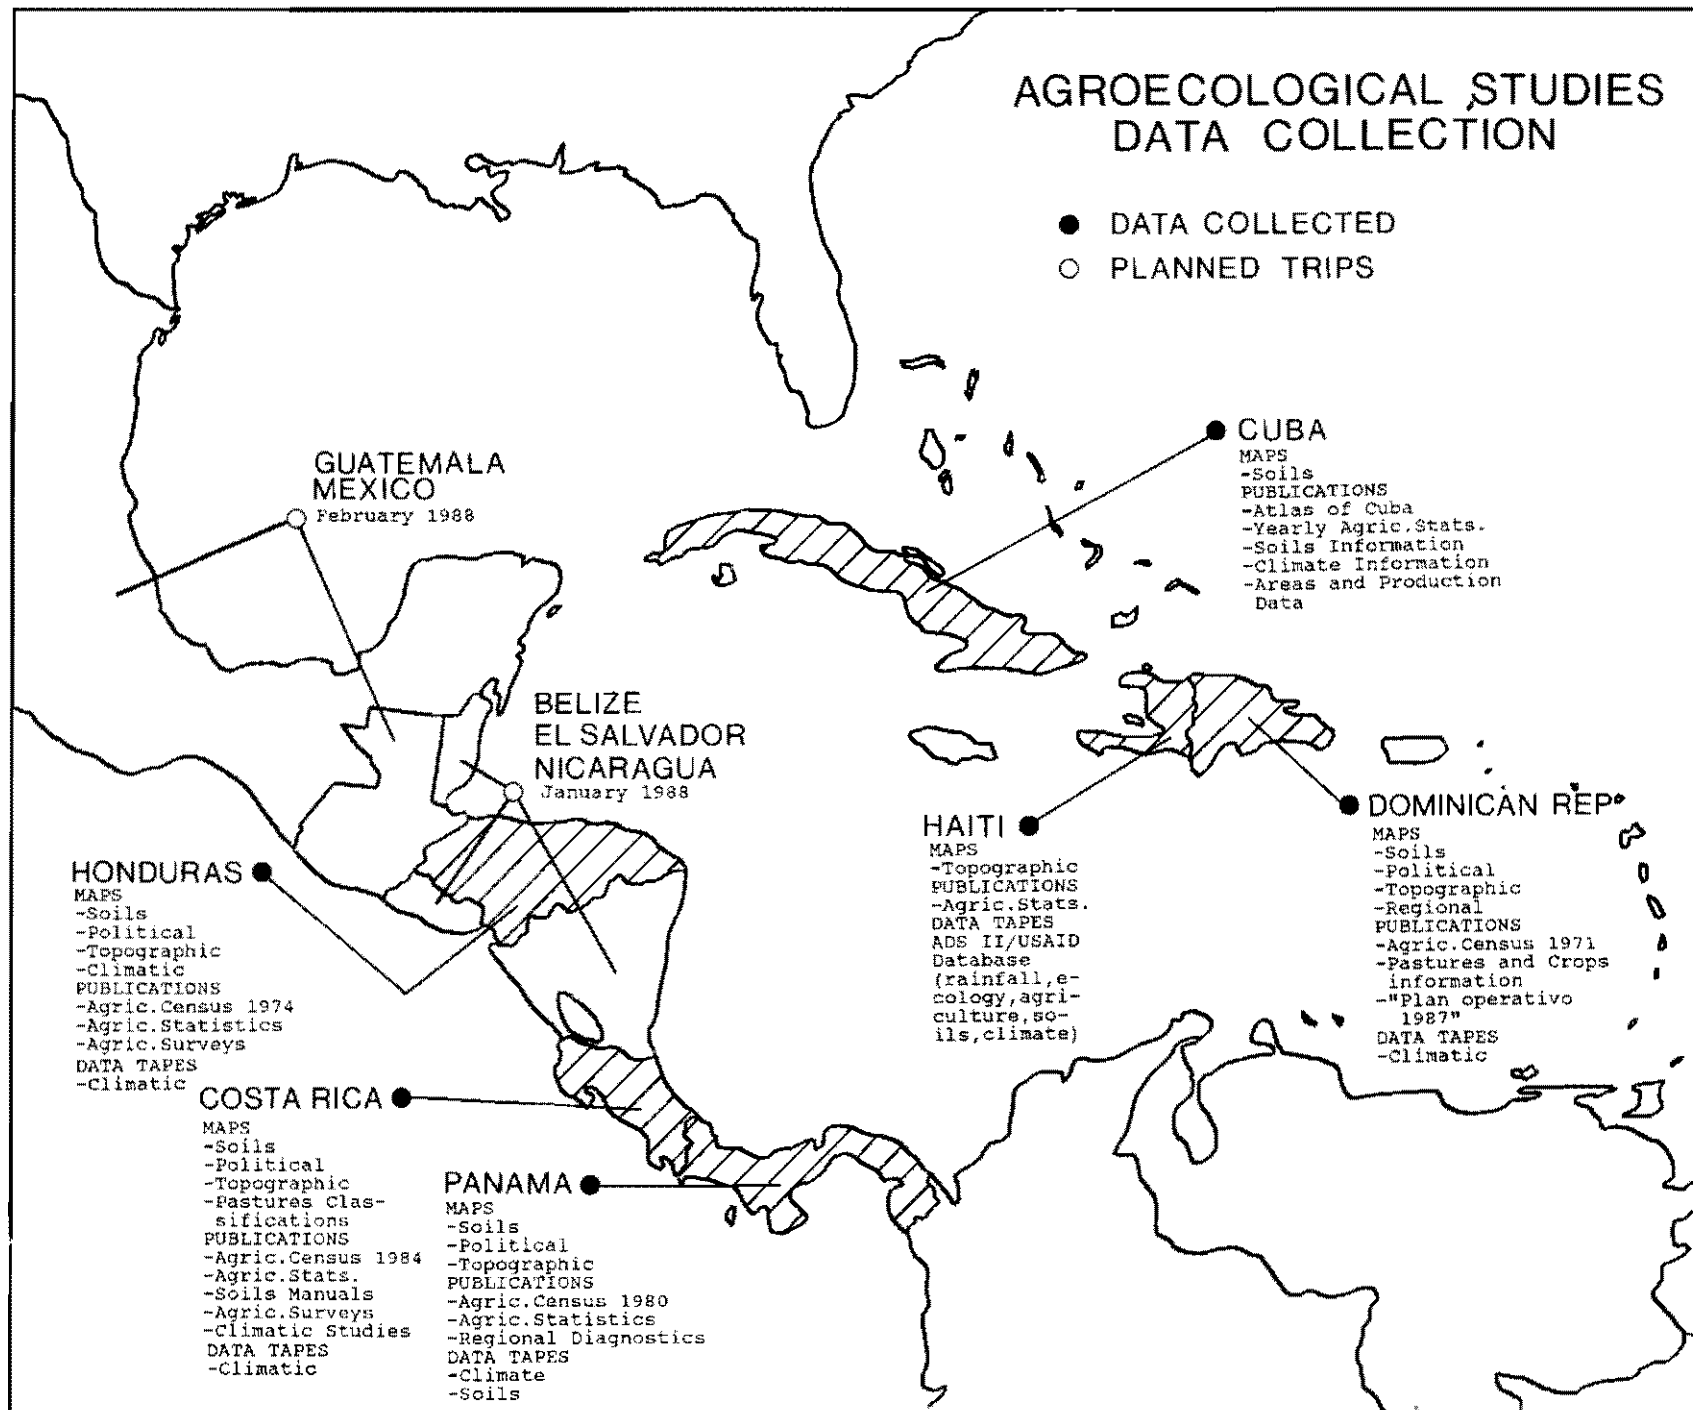 AGROECOLOGICAL STUDIES
DATA COLLECTION
● DATA COLLECTED
○ PLANNED TRIPS
GUATEMALA
MEXICO
February 1988
CUBA
MAPS
-Soils
PUBLICATIONS
-Atlas of Cuba
-Yearly Agric.Stats.
-Soils Information
-Climate Information
-Areas and Production
Data
BELIZE
EL SALVADOR
NICARAGUA
January 1988
HAITI
MAPS
-Topographic
PUBLICATIONS
-Agric.Stats.
DATA TAPES
ADS II/USAID
Database
(rainfall,e-
cology,agri-
culture,so-
ils,climate)
DOMINICAN REP
MAPS
-Soils
-Political
-Topographic
-Regional
PUBLICATIONS
-Agric.Census 1971
-Pastures and Crops
information
-"Plan operativo
1987"
DATA TAPES
-Climatic
HONDURAS
MAPS
-Soils
-Political
-Topographic
-Climatic
PUBLICATIONS
-Agric.Census 1974
-Agric.Statistics
-Agric.Surveys
DATA TAPES
-Climatic
COSTA RICA
MAPS
-Soils
-Political
-Topographic
-Pastures Clas-
sifications
PUBLICATIONS
-Agric.Census 1984
-Agric.Stats.
-Soils Manuals
-Agric.Surveys
-Climatic Studies
DATA TAPES
-Climatic
PANAMA
MAPS
-Soils
-Political
-Topographic
PUBLICATIONS
-Agric.Census 1980
-Agric.Statistics
-Regional Diagnostics
DATA TAPES
-Climate
-Soils